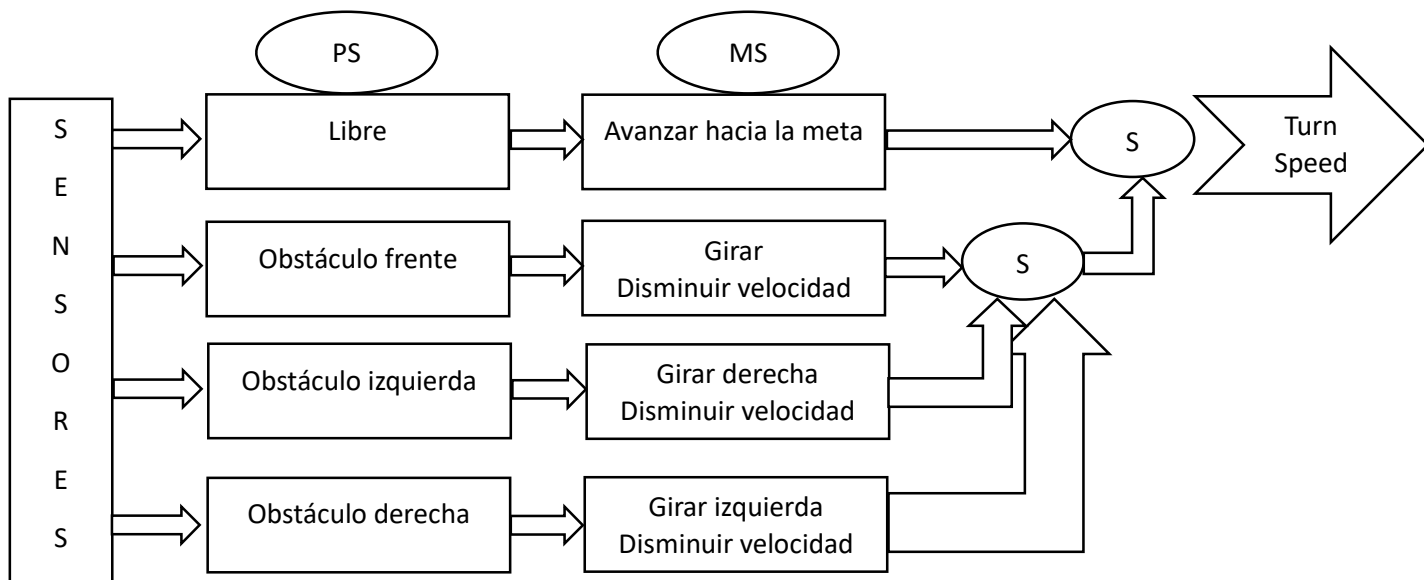 PS
MS
SENSORES
Libre
Avanzar hacia la meta
S
Turn
Speed
Obstáculo frente
Girar
Disminuir velocidad
S
Obstáculo izquierda
Girar derecha
Disminuir velocidad
Obstáculo derecha
Girar izquierda
Disminuir velocidad